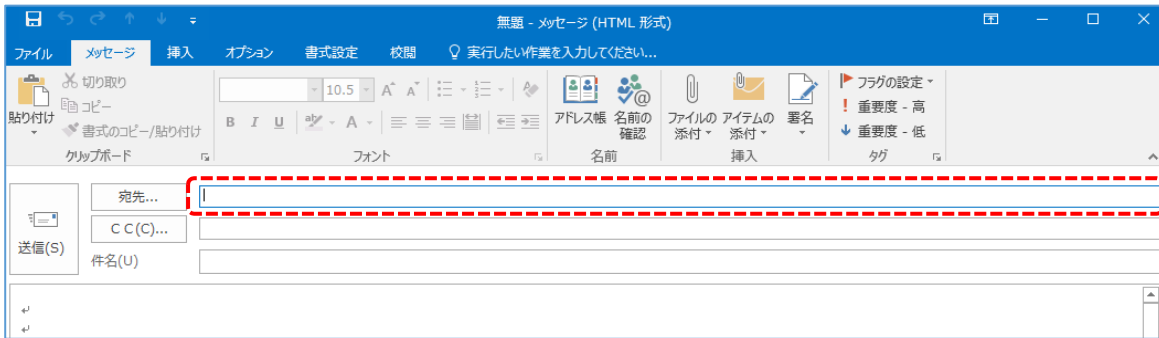 無題 - メッセージ (HTML 形式)
ファイル メッセージ 挿入 オプション 書式設定 校閲 実行したい作業を入力してください...
貼り付け
切り取り
コピー
書式のコピー/貼り付け
クリップボード
10.5
B I U
フォント
アドレス帳
名前の
確認
名前
ファイルの
添付
アイテムの
添付
署名
挿入
フラグの設定
重要度 - 高
重要度 - 低
タグ
送信(S)
宛先...
C C(C)...
件名(U)